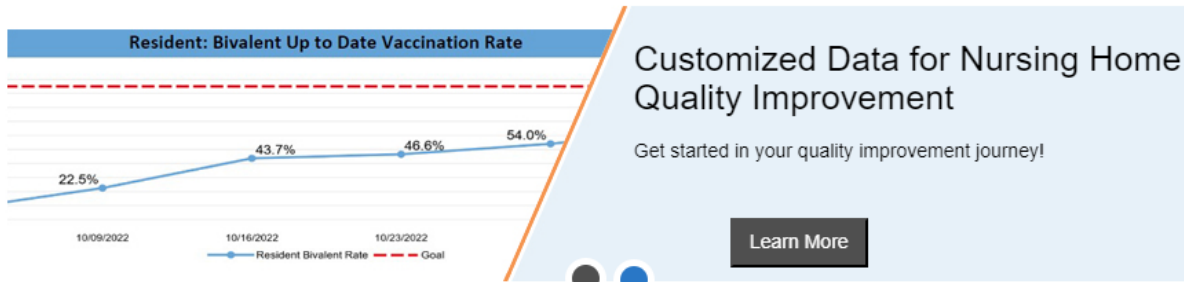 Resident: Bivalent Up to Date Vaccination Rate
54.0%
46.6%
43.7%
22.5%
10/09/2022 10/16/2022 10/23/2022
Resident Bivalent Rate Goal
Customized Data for Nursing Home
Quality Improvement
Get started in your quality improvement journey!
Learn More